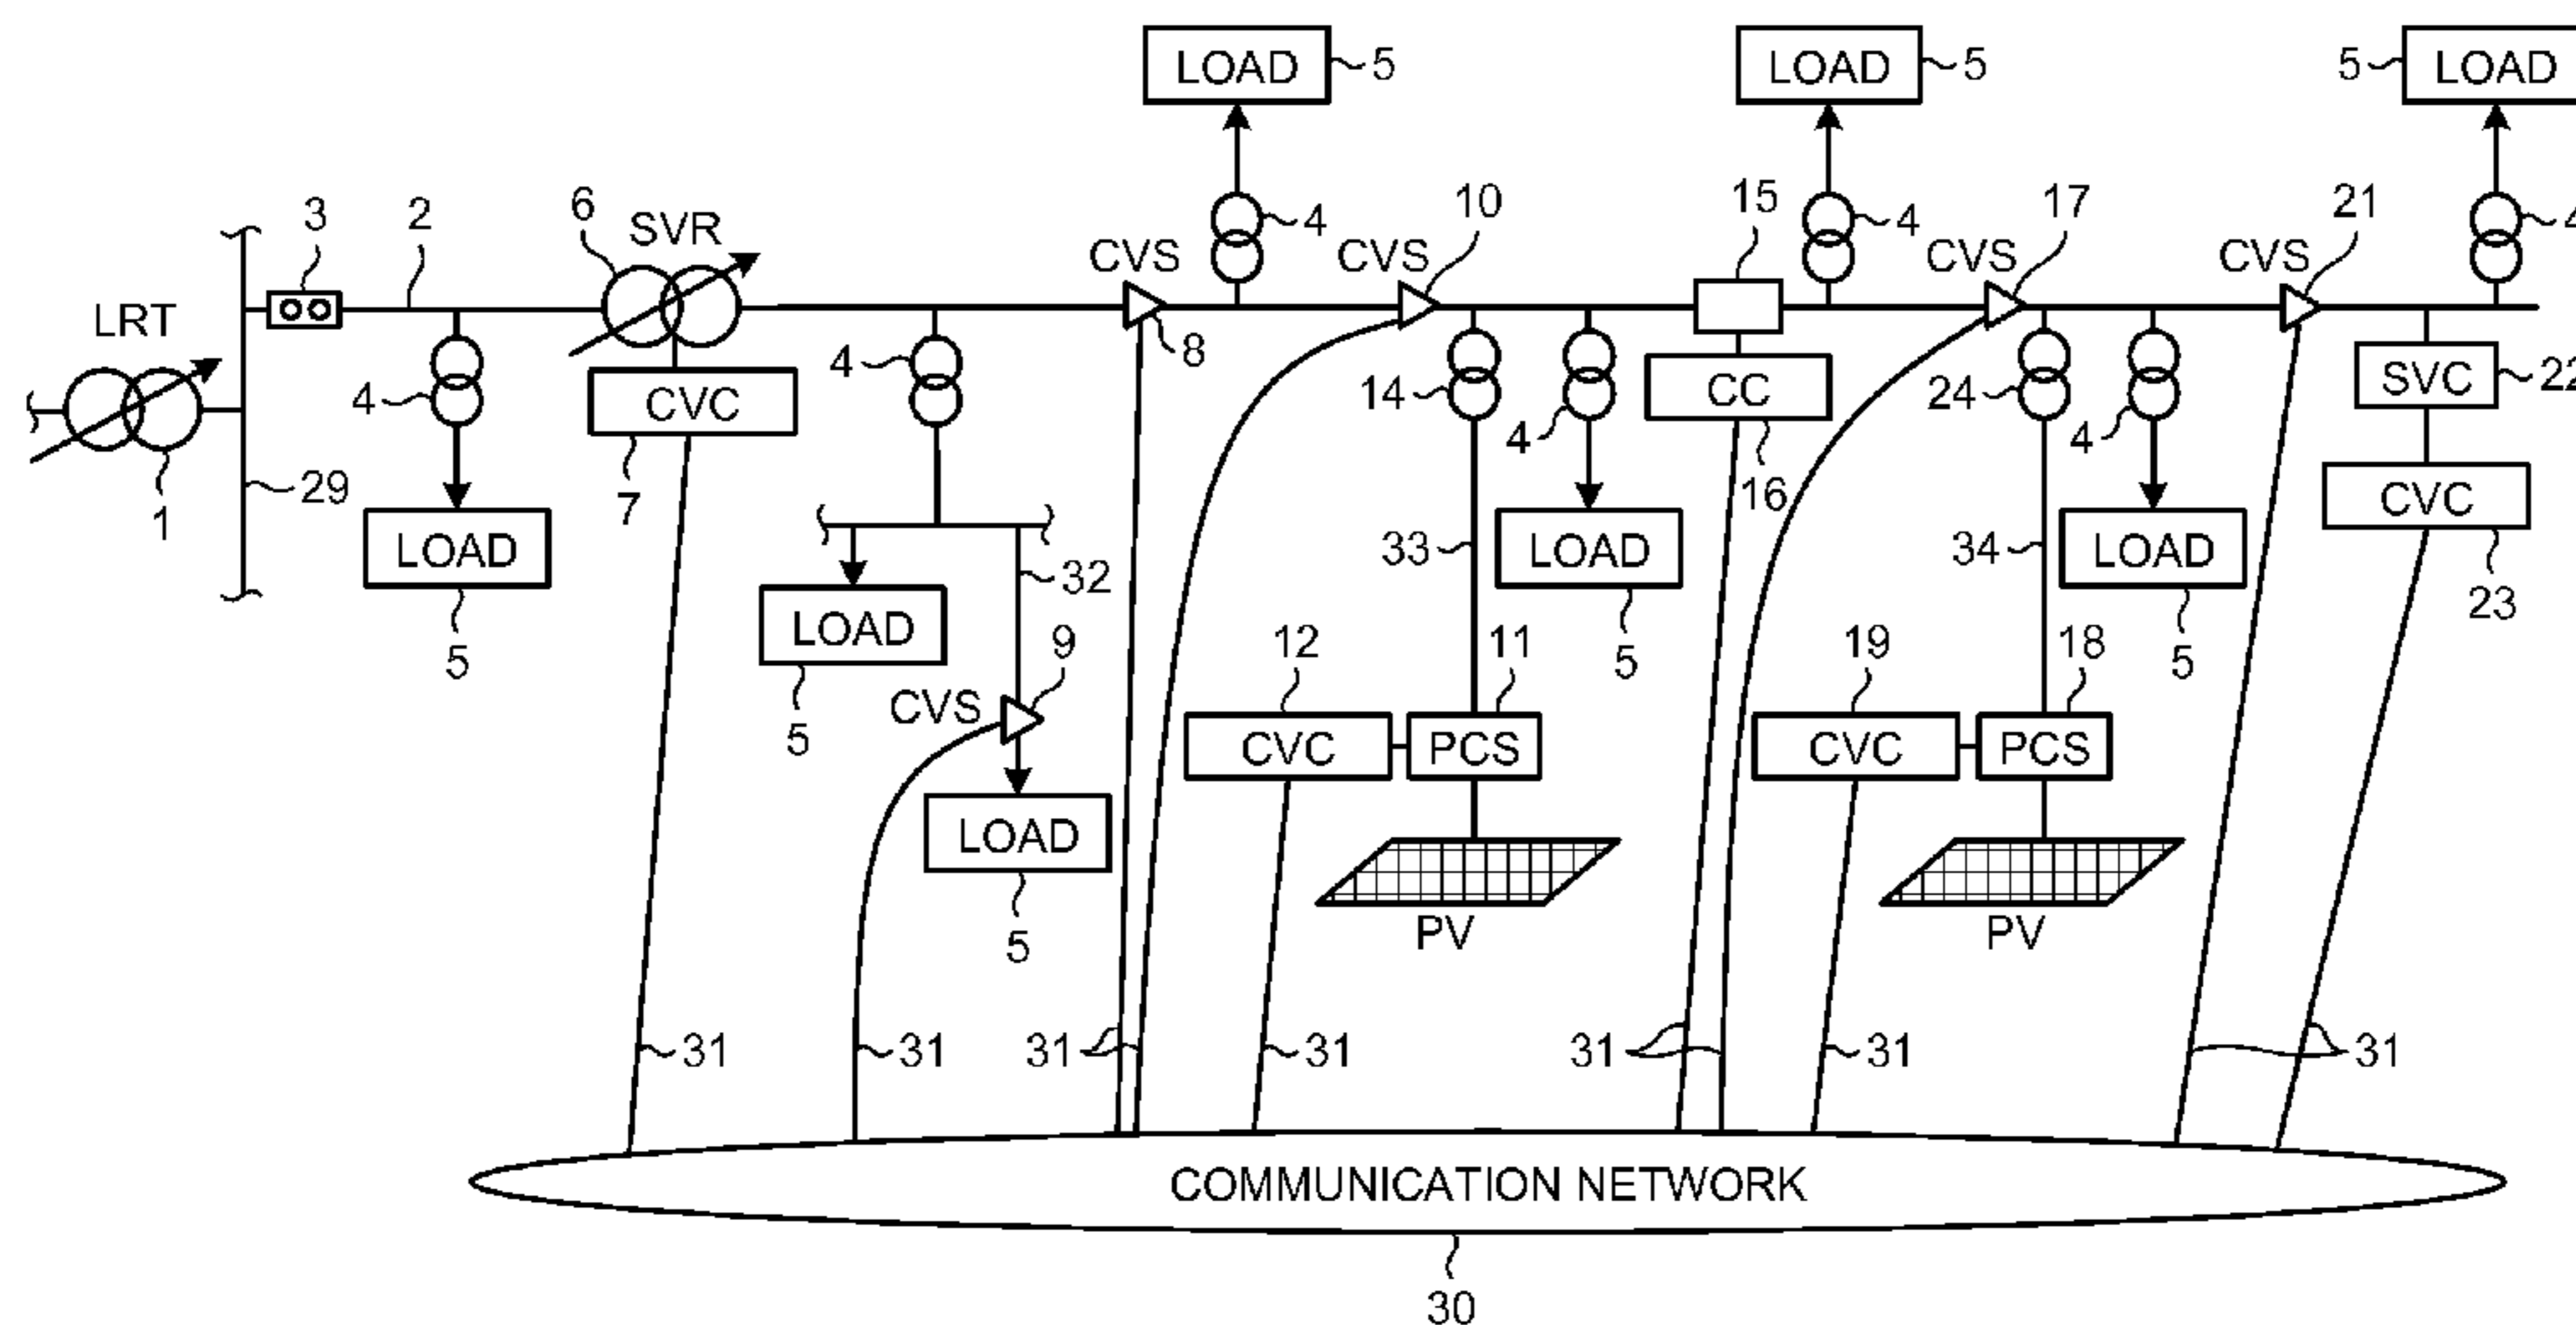 LOAD 5
LOAD 5
5 LOAD
3
2
6
SVR
4
10
15
4
17
21
4
CVS
CVS
CVS
CVS
LRT
8
4
4
CVC
14
4
CC
24
4
SVC
22
1
29
7
16
CVC
LOAD
33
LOAD
34
LOAD
32
23
5
LOAD
9
12
11
5
19
18
5
CVS
5
CVC
PCS
CVC
PCS
LOAD
5
PV
PV
31
31
31
31
31
31
31
COMMUNICATION NETWORK
30